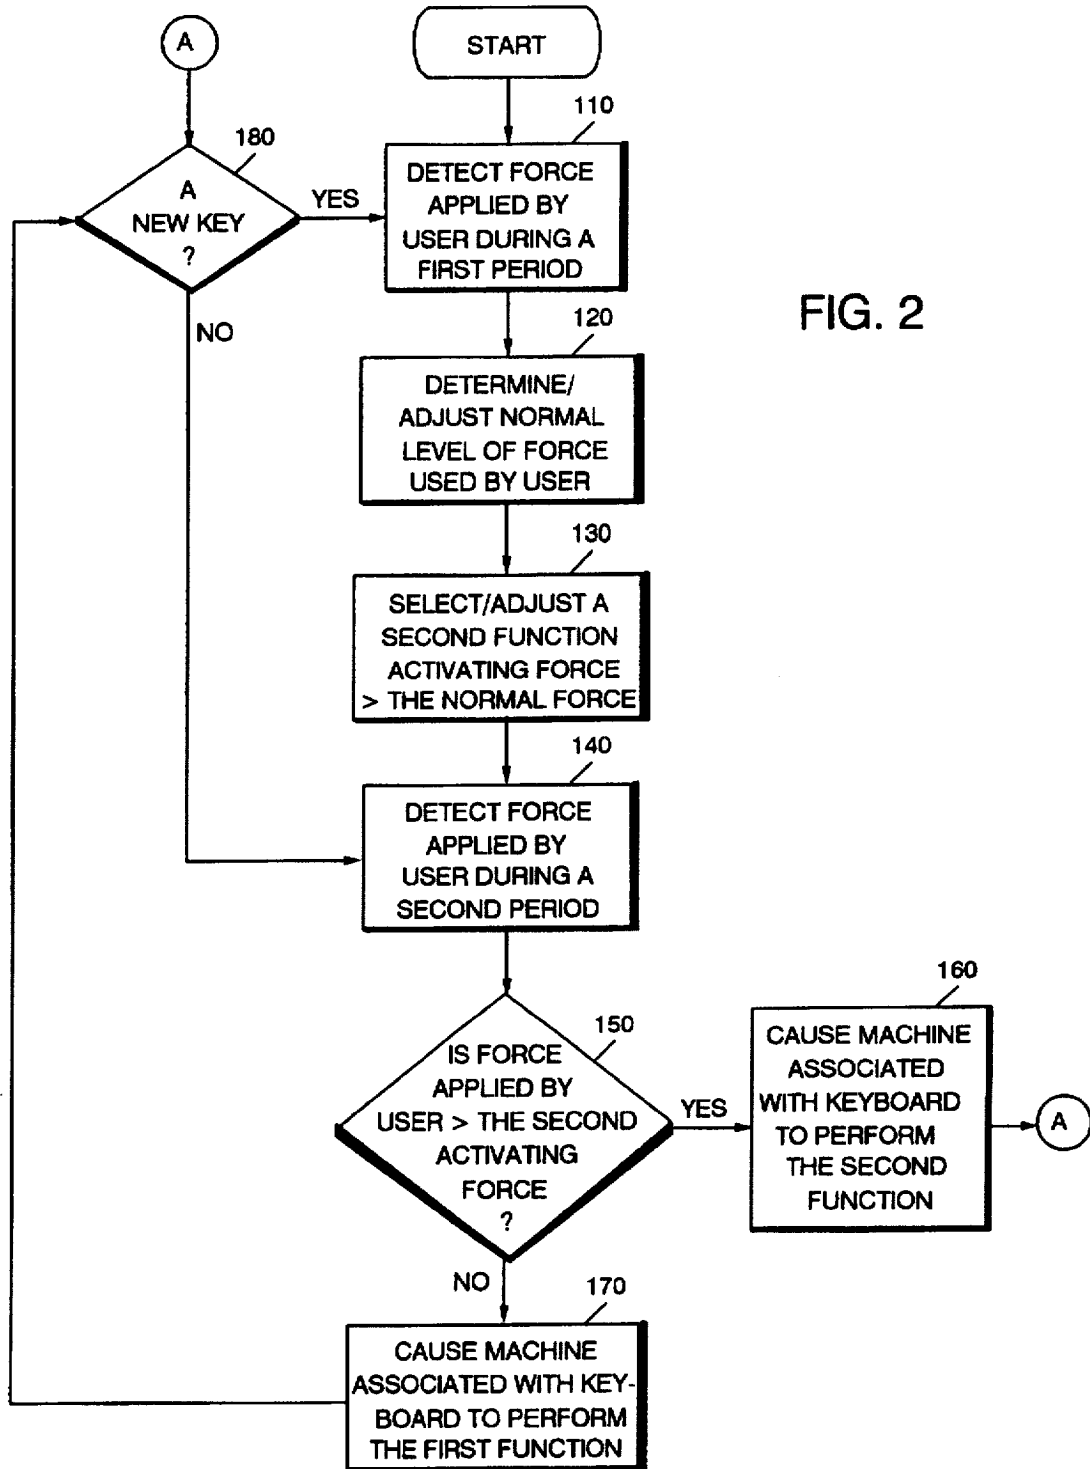 A
START
110
180
A
NEW KEY
?
YES
NO
DETECT FORCE
APPLIED BY
USER DURING A
FIRST PERIOD
FIG. 2
120
DETERMINE/
ADJUST NORMAL
LEVEL OF FORCE
USED BY USER
130
SELECT/ADJUST A
SECOND FUNCTION
ACTIVATING FORCE
> THE NORMAL FORCE
140
DETECT FORCE
APPLIED BY
USER DURING A
SECOND PERIOD
150
IS FORCE
APPLIED BY
USER > THE SECOND
ACTIVATING
FORCE
?
YES
NO
160
CAUSE MACHINE
ASSOCIATED
WITH KEYBOARD
TO PERFORM
THE SECOND
FUNCTION
A
170
CAUSE MACHINE
ASSOCIATED WITH KEY-
BOARD TO PERFORM
THE FIRST FUNCTION